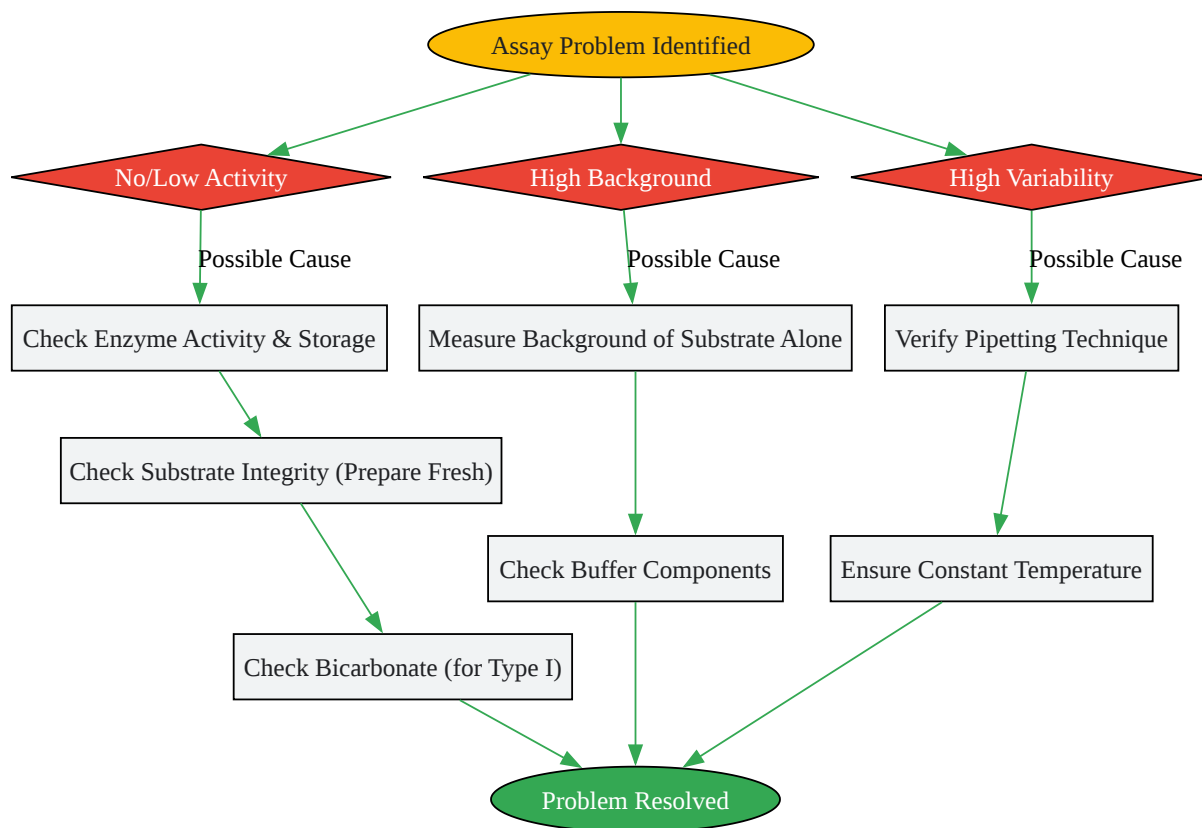 Assay Problem Identified
No/Low Activity
High Background
High Variability
Possible Cause
Possible Cause
Possible Cause
Check Enzyme Activity & Storage
Measure Background of Substrate Alone
Verify Pipetting Technique
Check Substrate Integrity (Prepare Fresh)
Check Buffer Components
Ensure Constant Temperature
Check Bicarbonate (for Type I)
Problem Resolved